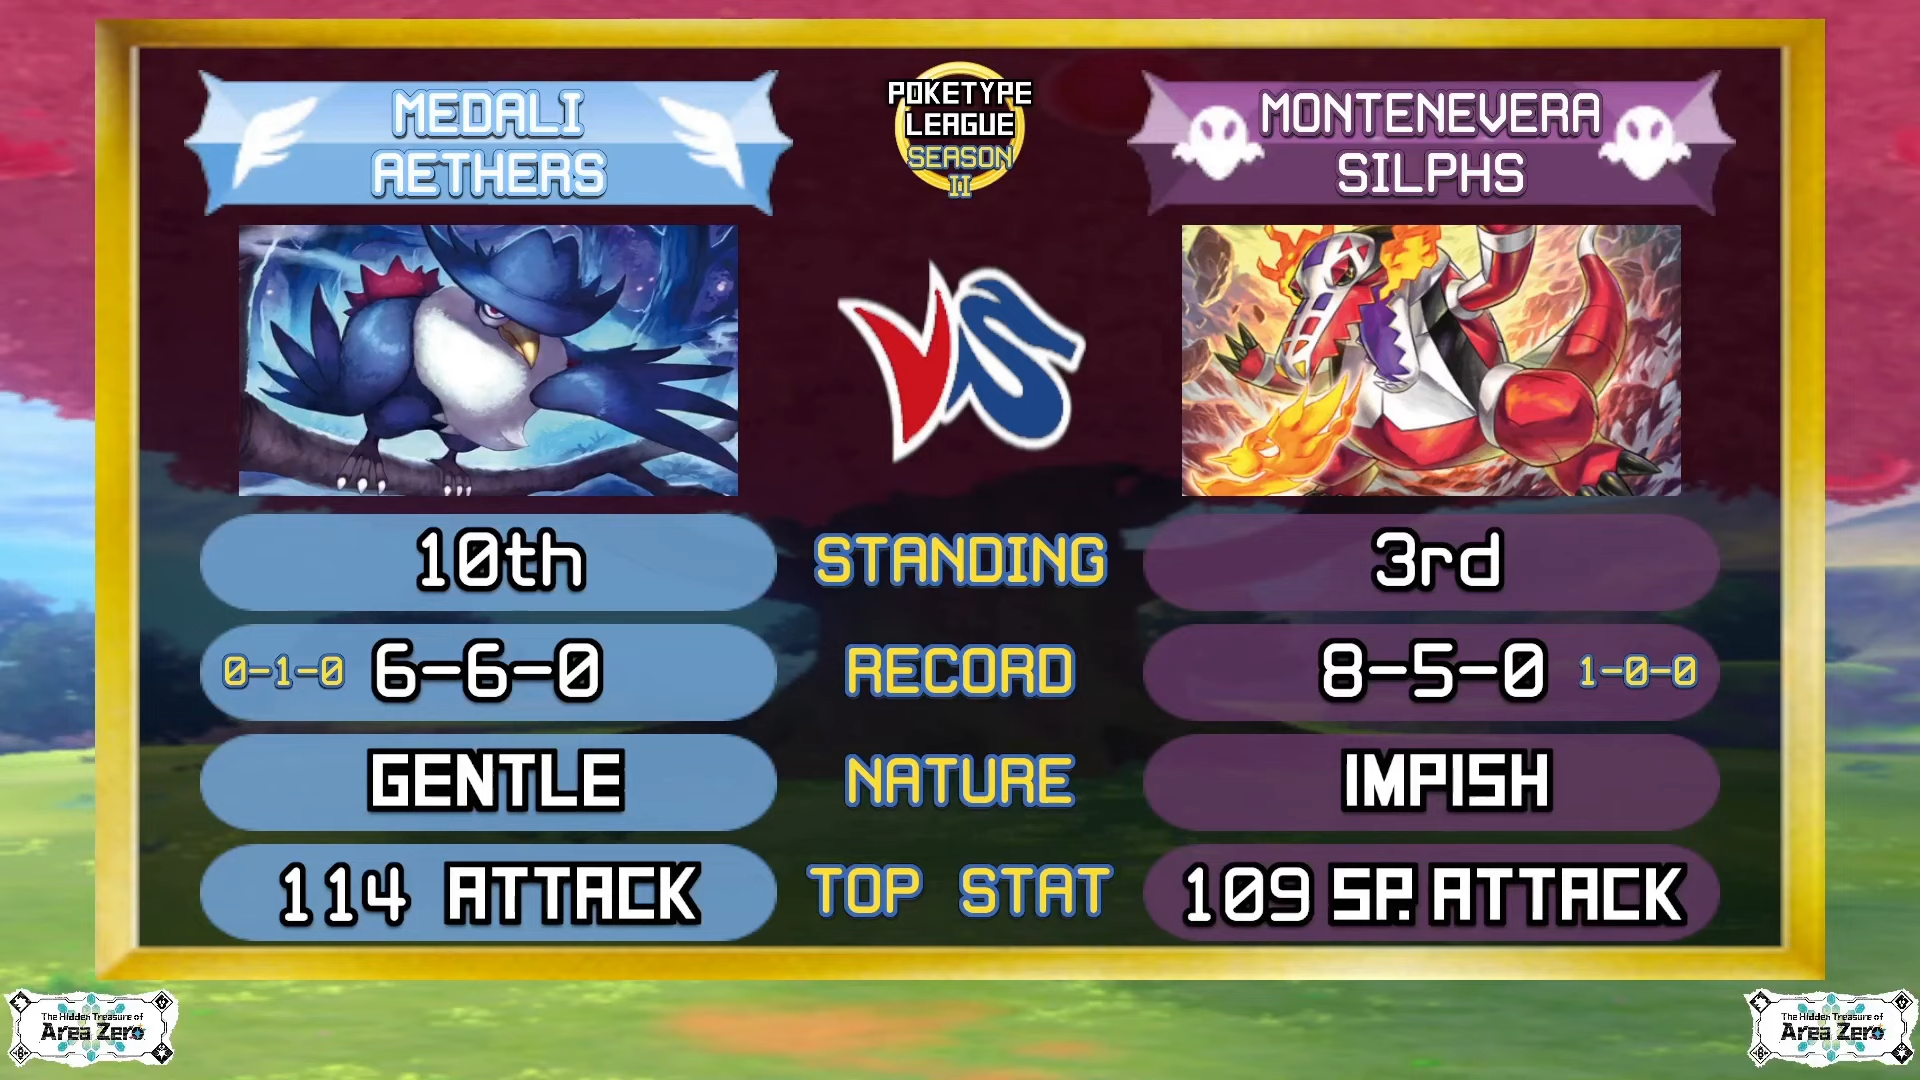 MEDALI
AETHERS
POKETYPE
LEAGUE
SEASON
II
MONTENEVERA
SILPHS
VS
10th
STANDING
3rd
0-1-0
6-6-0
RECORD
8-5-0
1-0-0
GENTLE
NATURE
IMPISH
114 ATTACK
TOP STAT
109 SP. ATTACK
The Hidden Treasure of
Area Zero
The Hidden Treasure of
Area Zero